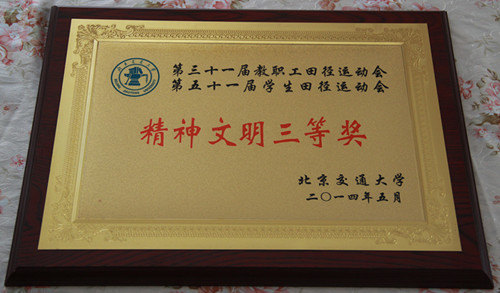 第三十一届教职工田径运动会
第五十一届学生田径运动会
精神文明三等奖
北京交通大学
二〇一四年五月